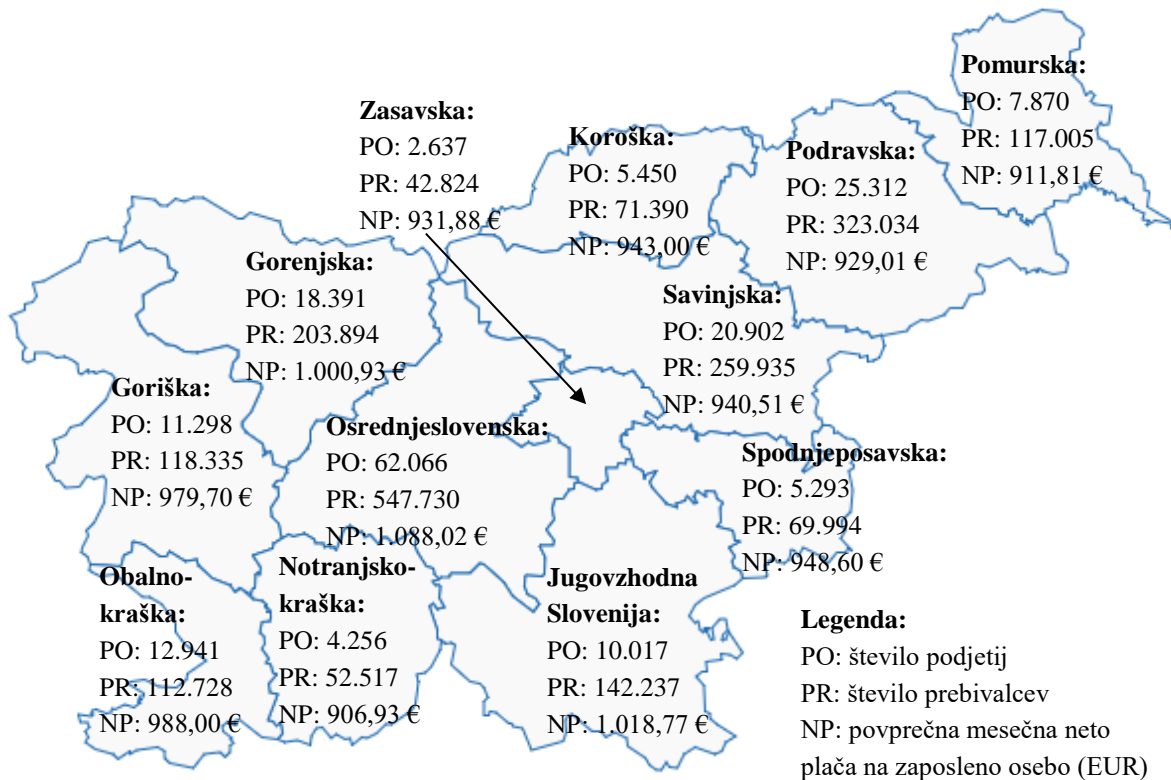 Pomurska:
PO: 7.870
PR: 117.005
NP: 911,81 €
Zasavska:
PO: 2.637
PR: 42.824
NP: 931,88 €
Koroška:
PO: 5.450
PR: 71.390
NP: 943,00 €
Podravska:
PO: 25.312
PR: 323.034
NP: 929,01 €
Gorenjska:
PO: 18.391
PR: 203.894
NP: 1.000,93 €
Savinjska:
PO: 20.902
PR: 259.935
NP: 940,51 €
Goriška:
PO: 11.298
PR: 118.335
NP: 979,70 €
Osrednjeslovenska:
PO: 62.066
PR: 547.730
NP: 1.088,02 €
Spodnjeposavska:
PO: 5.293
PR: 69.994
NP: 948,60 €
Obalno-
kraška:
PO: 12.941
PR: 112.728
NP: 988,00 €
Notranjsko-
kraška:
PO: 4.256
PR: 52.517
NP: 906,93 €
Jugovzhodna
Slovenija:
PO: 10.017
PR: 142.237
NP: 1.018,77 €
Legenda:
PO: število podjetij
PR: število prebivalcev
NP: povprečna mesečna neto
plača na zaposleno osebo (EUR)